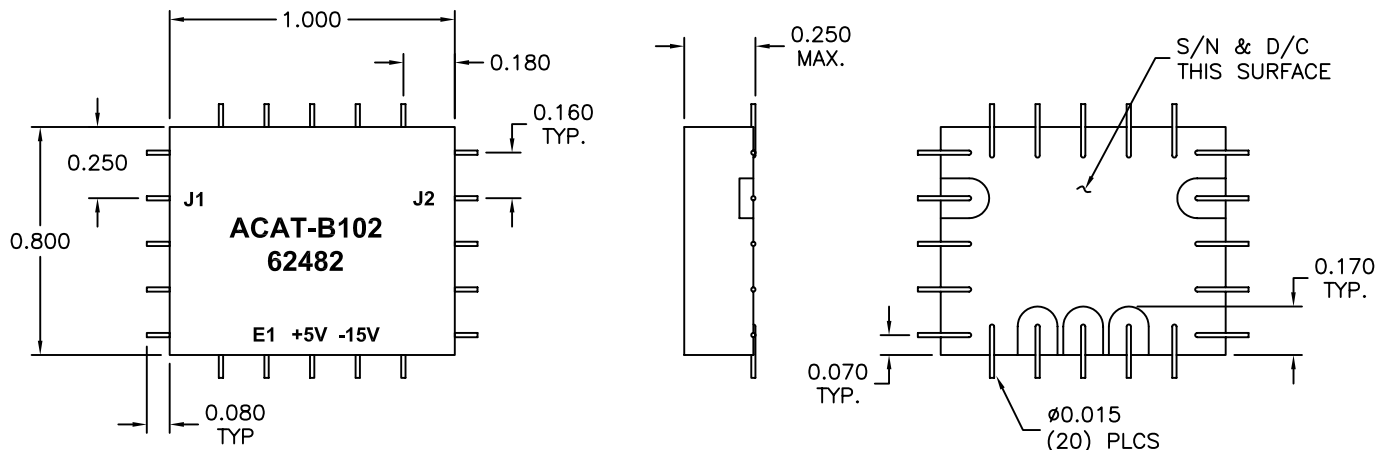 1.000
0.180
0.160
TYP.
0.250
0.800
J1
J2
ACAT-B102
62482
E1 +5V -15V
0.080
TYP
0.250
MAX.
S/N & D/C
THIS SURFACE
0.170
TYP.
0.070
TYP.
ø0.015
(20) PLCS